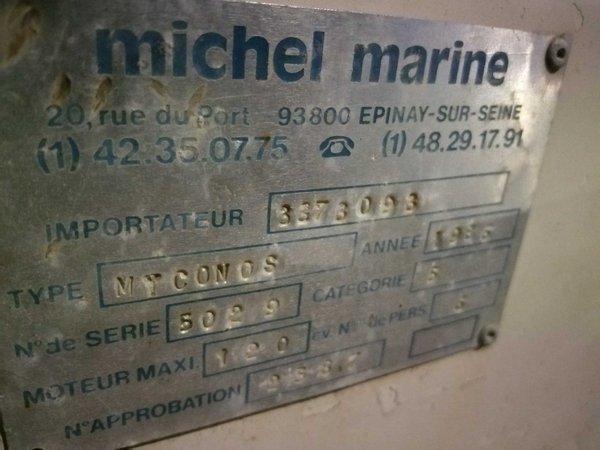 michel marine
20, rue du Port 93800 EPINAY-SUR-SEINE
(1) 42.35.07.75 ☎ (1) 48.29.17.91
IMPORTATEUR 3373093
TYPE MYCONOS ANNEE
N° de SERIE 5029 CATEGORIE
MOTEUR MAXI. 120 cv. N. de PERS
N° APPROBATION